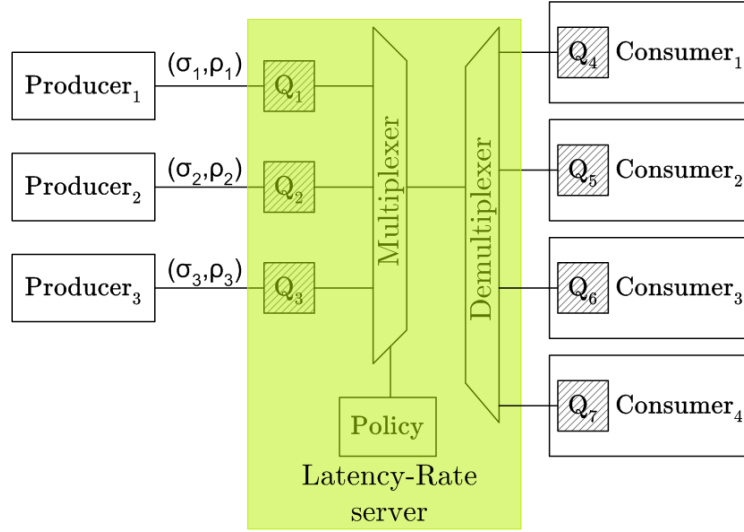 Producer₁
(σ₁,ρ₁)
Q₁
Producer₂
(σ₂,ρ₂)
Q₂
Producer₃
(σ₃,ρ₃)
Q₃
Multiplexer
Policy
Demultiplexer
Latency-Rate
server
Q₄ Consumer₁
Q₅ Consumer₂
Q₆ Consumer₃
Q₇ Consumer₄